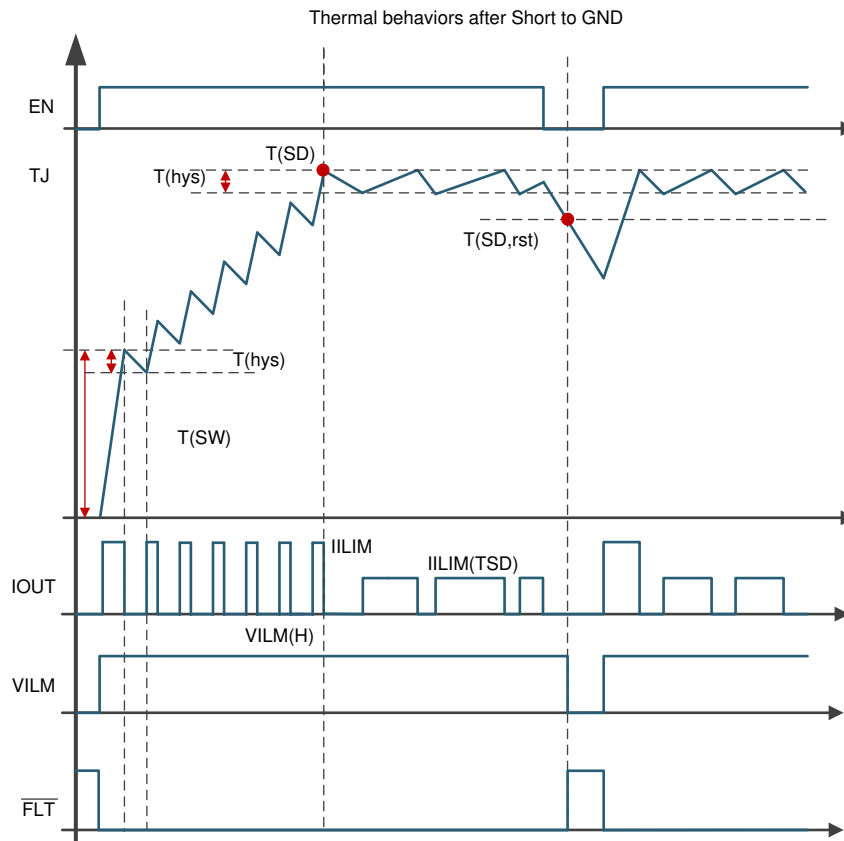 Thermal behaviors after Short to GND
EN
T(SD)
TJ
T(hys)
T(SD,rst)
T(hys)
T(SW)
IILIM
IILIM(TSD)
IOUT
VILM(H)
VILM
FLT